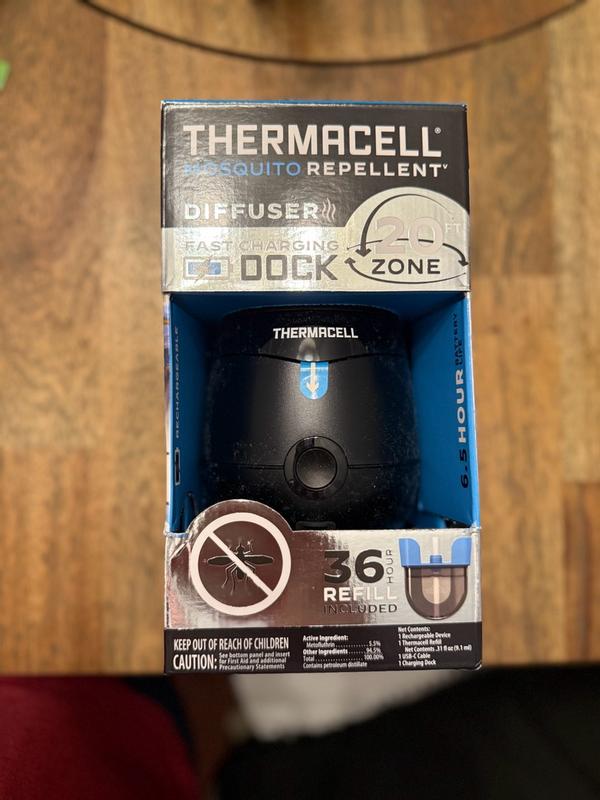 THERMACELL®
MOSQUITO REPELLENT
DIFFUSER
FAST CHARGING
DOCK
20 FT
ZONE
THERMACELL
RECHARGEABLE
6.5 HOUR BATTERY LIFE
36 HOUR
REFILL
INCLUDED
KEEP OUT OF REACH OF CHILDREN
CAUTION: See bottom panel and insert
for First Aid and additional
Precautionary Statements
Active Ingredient:
Metofluthrin..........5.5%
Other Ingredients.....94.5%
Total..........100.00%
Contains petroleum distillate
Net Contents:
1 Rechargeable Device
1 Thermacell Refill
Net Contents .31 fl oz (9.1 ml)
1 USB-C Cable
1 Charging Dock